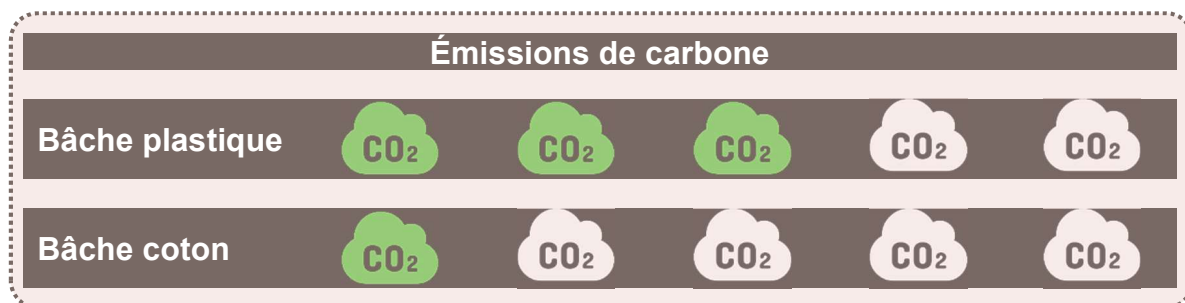 Émissions de carbone
Bâche plastique CO₂ CO₂ CO₂ CO₂ CO₂
Bâche coton CO₂ CO₂ CO₂ CO₂ CO₂